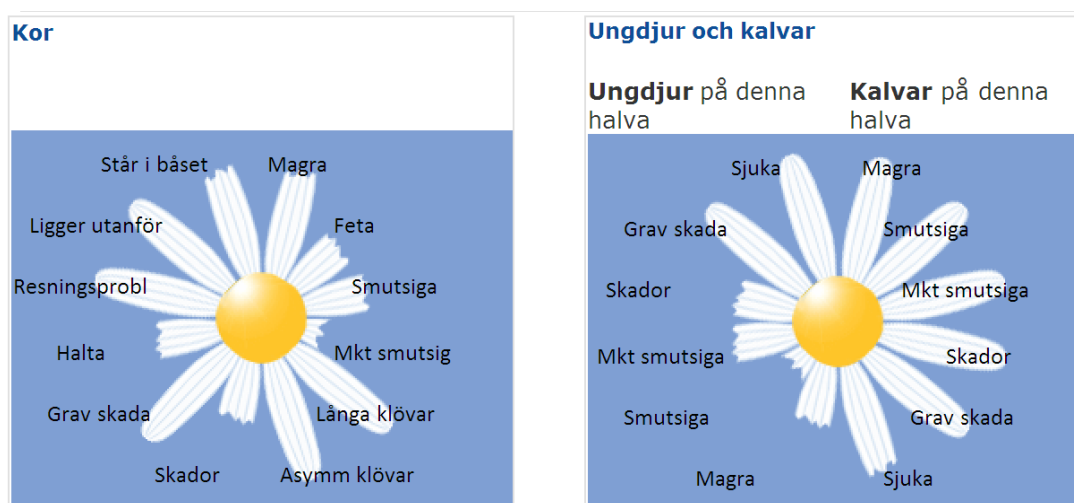 Kor
Står i båset
Magra
Ligger utanför
Feta
Resningsprobl
Smutsiga
Halta
Mkt smutsig
Grav skada
Långa klövar
Skador
Asymm klövar
Ungdjur och kalvar
Ungdjur på denna
halva
Kalvar på denna
halva
Sjuka
Magra
Grav skada
Smutsiga
Skador
Mkt smutsiga
Mkt smutsiga
Skador
Smutsiga
Grav skada
Magra
Sjuka